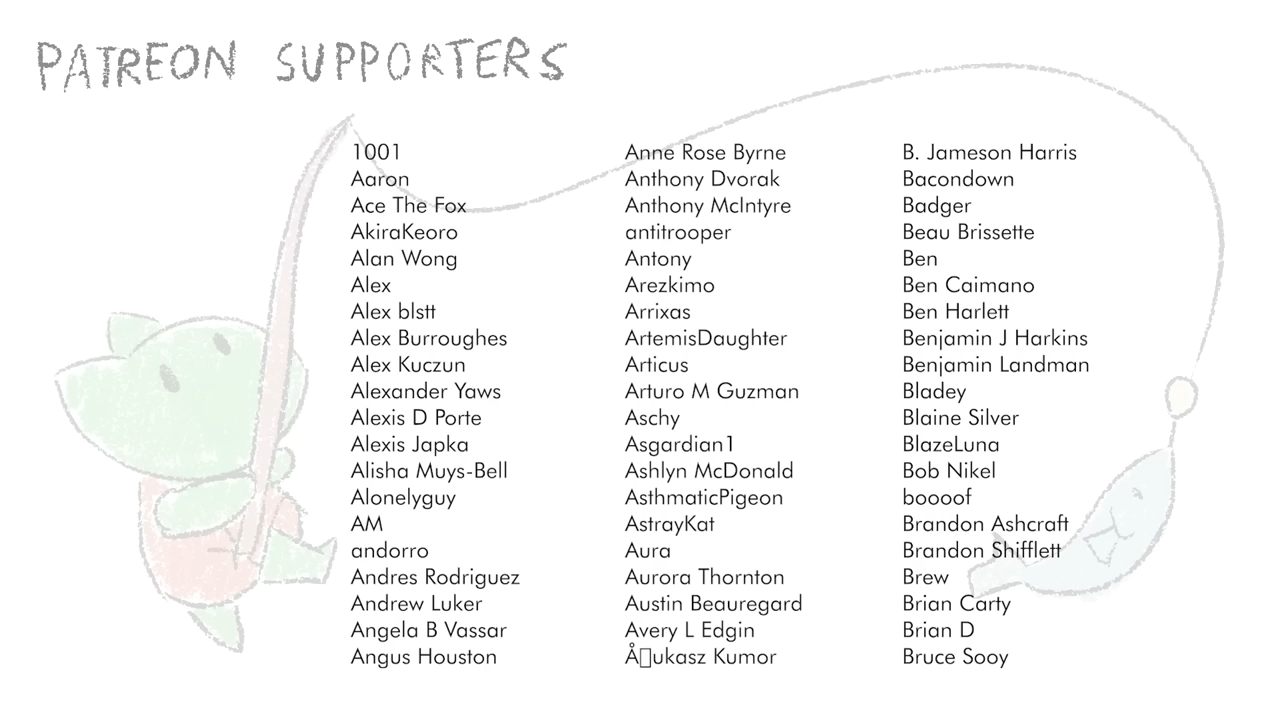 PATREON SUPPORTERS
1001
Aaron
Ace The Fox
AkiraKeoro
Alan Wong
Alex
Alex blstt
Alex Burroughes
Alex Kuczun
Alexander Yaws
Alexis D Porte
Alexis Japka
Alisha Muys-Bell
Alonelyguy
AM
andorro
Andres Rodriguez
Andrew Luker
Angela B Vassar
Angus Houston
Anne Rose Byrne
Anthony Dvorak
Anthony McIntyre
antitrooper
Antony
Arezkimo
Arrixas
ArtemisDaughter
Articus
Arturo M Guzman
Aschy
Asgardian1
Ashlyn McDonald
AsthmaticPigeon
AstrayKat
Aura
Aurora Thornton
Austin Beauregard
Avery L Edgin
Å□ukasz Kumor
B. Jameson Harris
Bacondown
Badger
Beau Brissette
Ben
Ben Caimano
Ben Harlett
Benjamin J Harkins
Benjamin Landman
Bladey
Blaine Silver
BlazeLuna
Bob Nikel
boooof
Brandon Ashcraft
Brandon Shifflett
Brew
Brian Carty
Brian D
Bruce Sooy